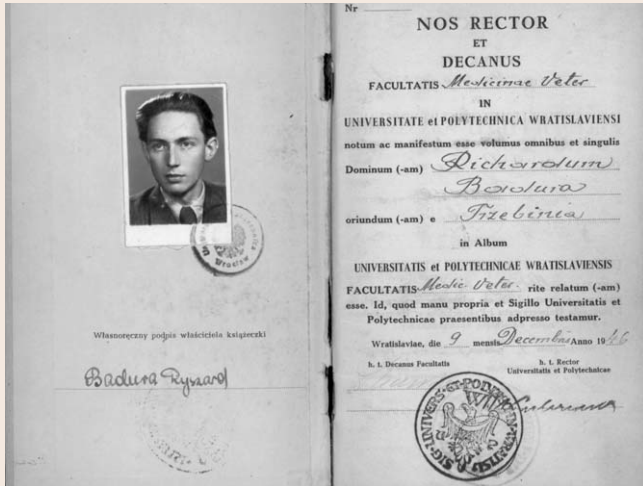 Własnoręczny podpis właściciela książeczki
Badura Ryszard
Nr
NOS RECTOR
ET
DECANUS
FACULTATIS Medicinae Veter
IN
UNIVERSITATE et POLYTECHNICA WRATISLAVIENSI
notum ac manifestum esse volumus omnibus et singulis
Dominum (-am) Richardum
Badura
oriundum (-am) e Trzebinia
in Album
UNIVERSITATIS et POLYTECHNICAE WRATISLAVIENSIS
FACULTATIS Medic Veter. rite relatum (-am)
esse. Id, quod manu propria et Sigillo Universitatis et
Polytechnicae praesentibus adpresso testamur.
Wratislaviae, die 9 mensis Decembris Anno 1946
h. t. Decanus Facultatis
h. t. Rector
Universitatis et Polytechnicae